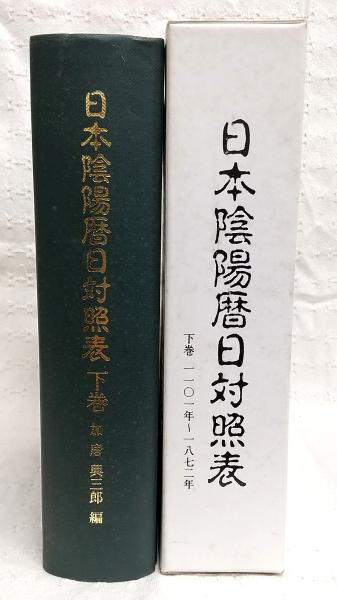 日本陰陽暦日対照表
下巻 一一〇一年~一八七二年
日本陰陽暦日対照表 下巻 加唐興三郎 編